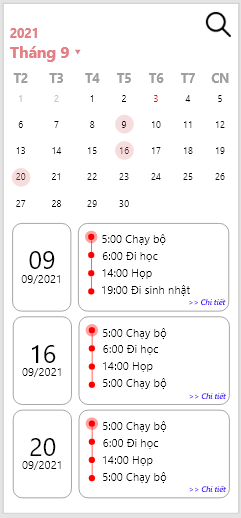 2021
Tháng 9
T2 T3 T4 T5 T6 T7 CN
1 2 1 2 3 4 5
6 7 8 9 10 11 12
13 14 15 16 17 18 19
20 21 22 23 24 25 26
27 28 29 30
09
09/2021
5:00 Chạy bộ
6:00 Đi học
14:00 Họp
19:00 Đi sinh nhật
>> Chi tiết
16
09/2021
5:00 Chạy bộ
6:00 Đi học
14:00 Họp
5:00 Chạy bộ
>> Chi tiết
20
09/2021
5:00 Chạy bộ
6:00 Đi học
14:00 Họp
5:00 Chạy bộ
>> Chi tiết